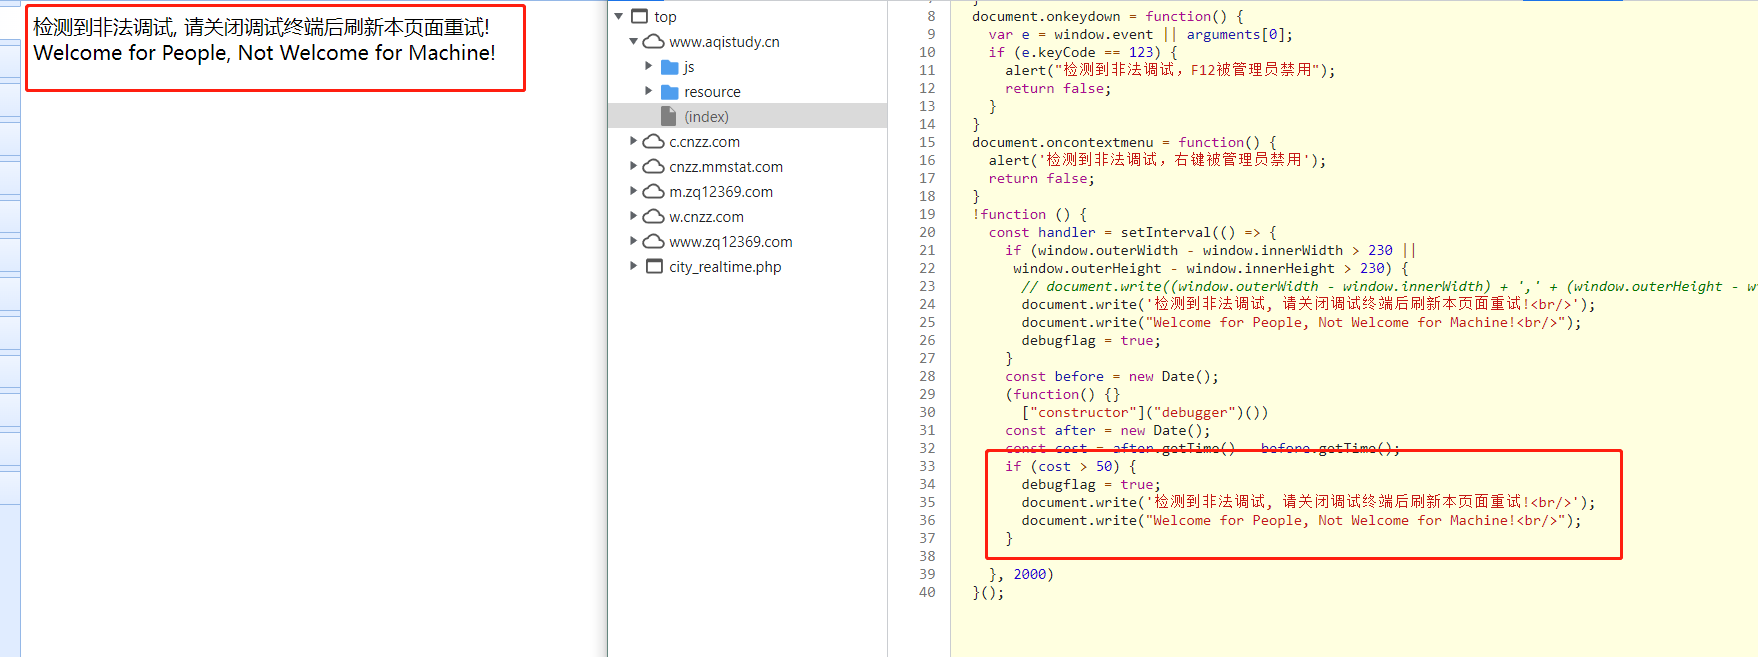 检测到非法调试, 请关闭调试终端后刷新本页面重试!
Welcome for People, Not Welcome for Machine!
top
www.aqistudy.cn
js
resource
(index)
c.cnzz.com
cnzz.mmstat.com
m.zq12369.com
w.cnzz.com
www.zq12369.com
city_realtime.php
8 document.onkeydown = function() {
9 var e = window.event || arguments[0];
10 if (e.keyCode == 123) {
11 alert("检测到非法调试，F12被管理员禁用");
12 return false;
13 }
14 }
15 document.oncontextmenu = function() {
16 alert('检测到非法调试，右键被管理员禁用');
17 return false;
18 }
19 !function () {
20 const handler = setInterval(() => {
21 if (window.outerWidth - window.innerWidth > 230 ||
22 window.outerHeight - window.innerHeight > 230) {
23 // document.write((window.outerWidth - window.innerWidth) + ',' + (window.outerHeight - w
24 document.write('检测到非法调试, 请关闭调试终端后刷新本页面重试!<br/>');
25 document.write("Welcome for People, Not Welcome for Machine!<br/>");
26 debugflag = true;
27 }
28 const before = new Date();
29 (function() {}
30 ["constructor"]("debugger")())
31 const after = new Date();
32 const cost = after.getTime() - before.getTime();
33 if (cost > 50) {
34 debugflag = true;
35 document.write('检测到非法调试, 请关闭调试终端后刷新本页面重试!<br/>');
36 document.write("Welcome for People, Not Welcome for Machine!<br/>");
37 }
38
39 }, 2000)
40 }();